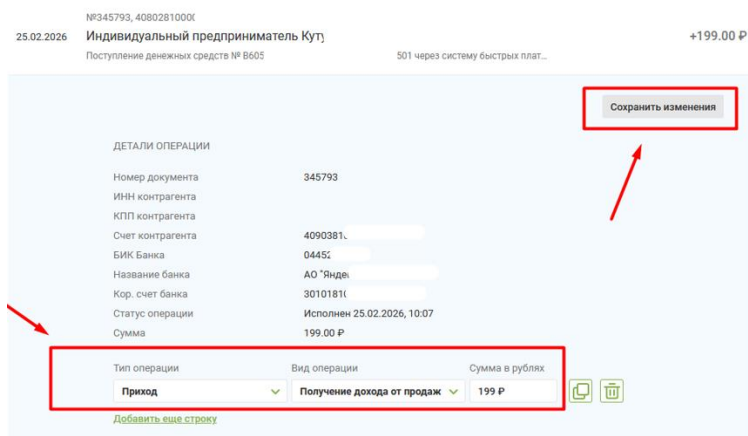 №345793, 4080281000
25.02.2026 Индивидуальный предприниматель Куту +199.00 ₽
Поступление денежных средств № B605 501 через систему быстрых плат...
Сохранить изменения
ДЕТАЛИ ОПЕРАЦИИ
Номер документа 345793
ИНН контрагента
КПП контрагента
Счет контрагента 4090381
БИК Банка 0445
Название банка АО "Яндек
Кор. счет банка 3010181
Статус операции Исполнен 25.02.2026, 10:07
Сумма 199.00 ₽
Тип операции Вид операции Сумма в рублях
Приход Получение дохода от продаж 199 ₽
Добавить еще строку